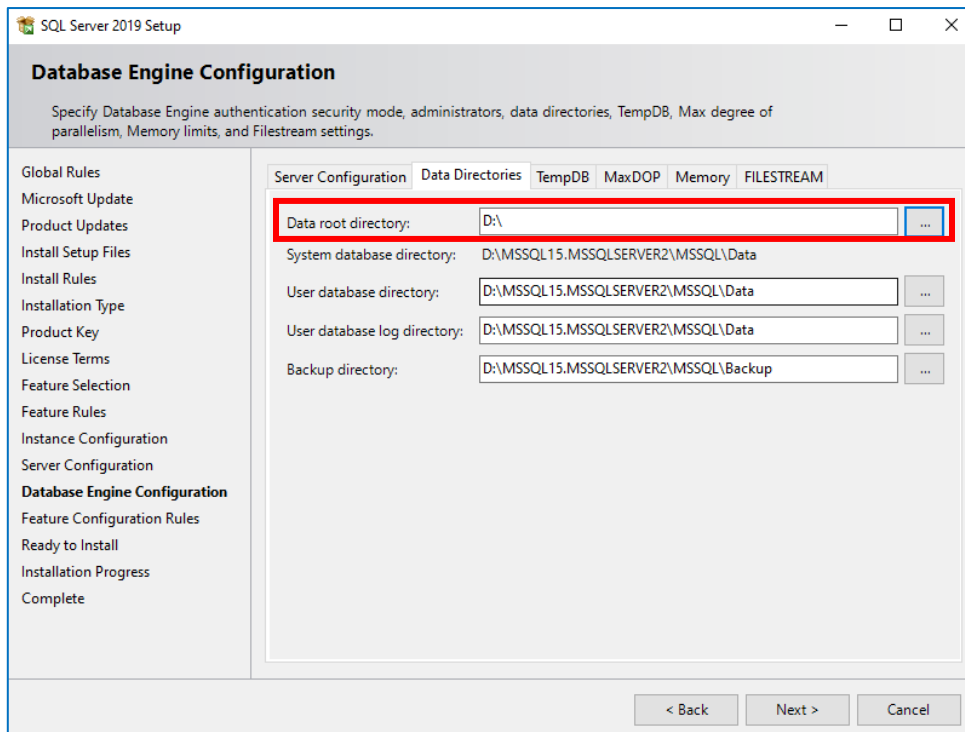 SQL Server 2019 Setup
Database Engine Configuration
Specify Database Engine authentication security mode, administrators, data directories, TempDB, Max degree of
parallelism, Memory limits, and Filestream settings.
Global Rules
Microsoft Update
Product Updates
Install Setup Files
Install Rules
Installation Type
Product Key
License Terms
Feature Selection
Feature Rules
Instance Configuration
Server Configuration
Database Engine Configuration
Feature Configuration Rules
Ready to Install
Installation Progress
Complete
Server Configuration Data Directories TempDB MaxDOP Memory FILESTREAM
Data root directory: D:\ ...
System database directory: D:\MSSQL15.MSSQLSERVER2\MSSQL\Data
User database directory: D:\MSSQL15.MSSQLSERVER2\MSSQL\Data ...
User database log directory: D:\MSSQL15.MSSQLSERVER2\MSSQL\Data ...
Backup directory: D:\MSSQL15.MSSQLSERVER2\MSSQL\Backup ...
< Back Next > Cancel